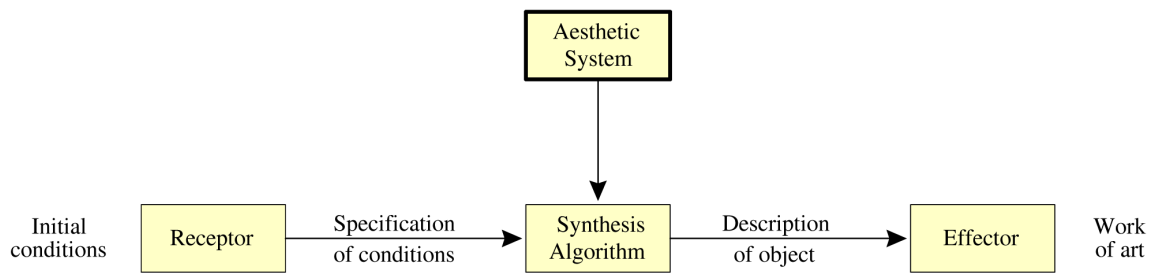 Aesthetic
System
Initial
conditions
Receptor
Specification
of conditions
Synthesis
Algorithm
Description
of object
Effector
Work
of art